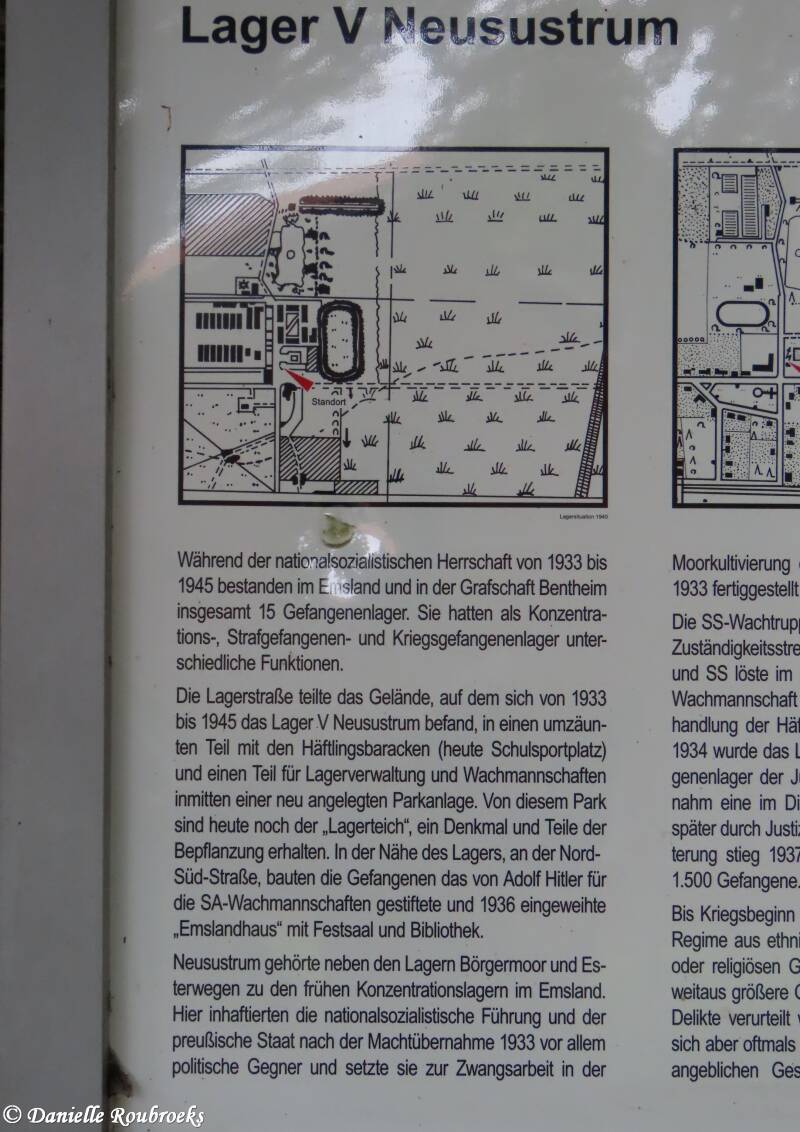 Lager V Neusustrum
Standort
Lagersituation 1940
Während der nationalsozialistischen Herrschaft von 1933 bis
1945 bestanden im Emsland und in der Grafschaft Bentheim
insgesamt 15 Gefangenenlager. Sie hatten als Konzentra-
tions-, Strafgefangenen- und Kriegsgefangenenlager unter-
schiedliche Funktionen.
Die Lagerstraße teilte das Gelände, auf dem sich von 1933
bis 1945 das Lager V Neusustrum befand, in einen umzäun-
ten Teil mit den Häftlingsbaracken (heute Schulsportplatz)
und einen Teil für Lagerverwaltung und Wachmannschaften
inmitten einer neu angelegten Parkanlage. Von diesem Park
sind heute noch der „Lagerteich“, ein Denkmal und Teile der
Bepflanzung erhalten. In der Nähe des Lagers, an der Nord-
Süd-Straße, bauten die Gefangenen das von Adolf Hitler für
die SA-Wachmannschaften gestiftete und 1936 eingeweihte
„Emslandhaus“ mit Festsaal und Bibliothek.
Neusustrum gehörte neben den Lagern Börgermoor und Es-
terwegen zu den frühen Konzentrationslagern im Emsland.
Hier inhaftierten die nationalsozialistische Führung und der
preußische Staat nach der Machtübernahme 1933 vor allem
politische Gegner und setzte sie zur Zwangsarbeit in der
Moorkultivierung
1933 fertiggestellt
Die SS-Wachtrupp
Zuständigkeitsstre
und SS löste im
Wachmannschaft
handlung der Häf
1934 wurde das L
genenlager der Ju
nahm eine im Di
später durch Justiz
terung stieg 1937
1.500 Gefangene.
Bis Kriegsbeginn
Regime aus ethni
oder religiösen G
weitaus größere
Delikte verurteilt
sich aber oftmals
angeblichen Ges
© Danielle Roubroeks